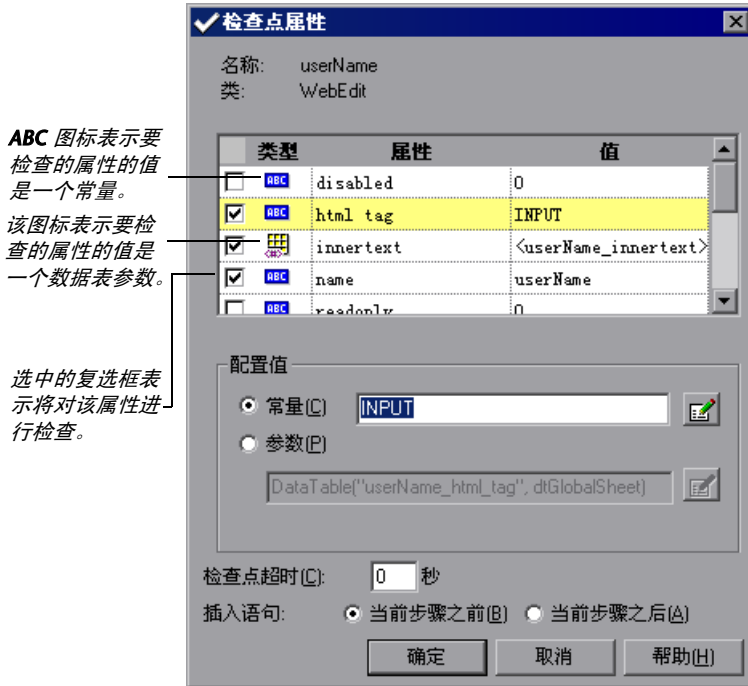 检查点属性
名称: userName
类: WebEdit
ABC 图标表示要
检查的属性的值
是一个常量。
该图标表示要检
查的属性的值是
一个数据表参数。
选中的复选框表
示将对该属性进
行检查。
类型 属性 值
ABC disabled 0
ABC html tag INPUT
innertext <userName_innertext>
ABC name userName
ABC readonly 0
配置值
常量(C) INPUT
参数(P)
DataTable("userName_html_tag", dtGlobalSheet)
检查点超时(C): 0 秒
插入语句: 当前步骤之前(B) 当前步骤之后(A)
确定 取消 帮助(H)